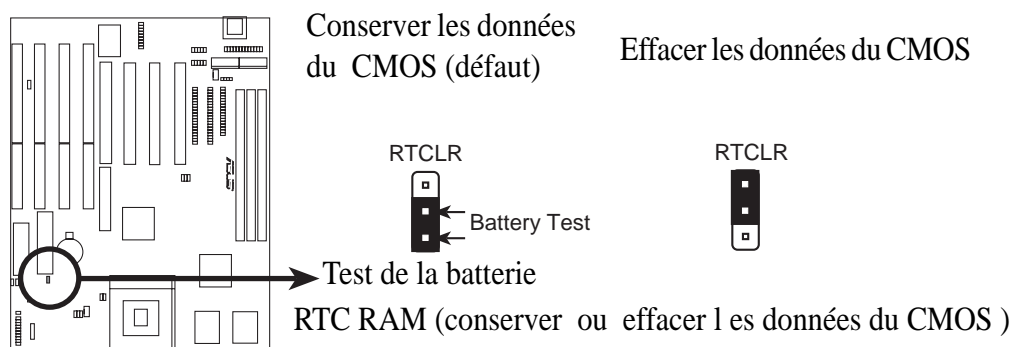 Conserver les données
du CMOS (défaut)
Effacer les données du CMOS
RTCLR
RTCLR
Battery Test
Test de la batterie
RTC RAM (conserver ou effacer l es données du CMOS )
ASUS